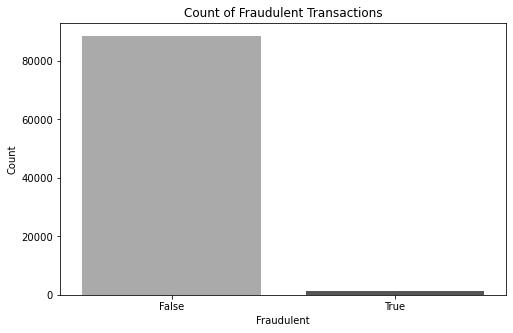 Count of Fraudulent Transactions
Count
80000
60000
40000
20000
0
False
True
Fraudulent